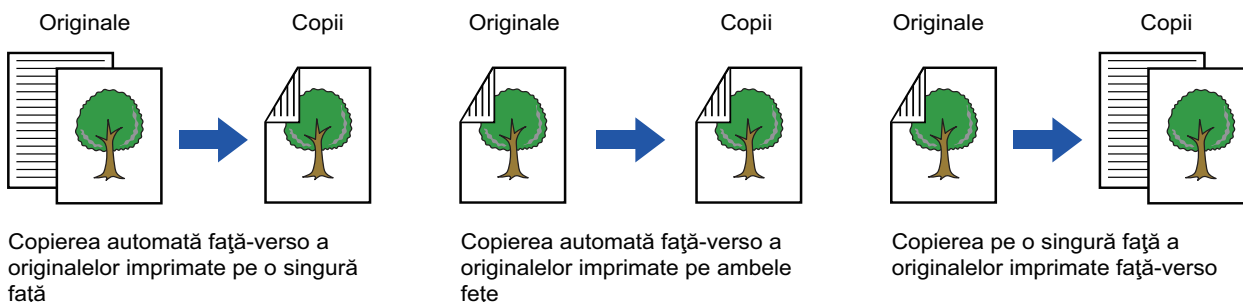 Originale
Copii
Originale
Copii
Originale
Copii
Copierea automată faţă-verso a
originalelor imprimate pe o singură
faţă
Copierea automată faţă-verso a
originalelor imprimate pe ambele
feţe
Copierea pe o singură faţă a
originalelor imprimate faţă-verso